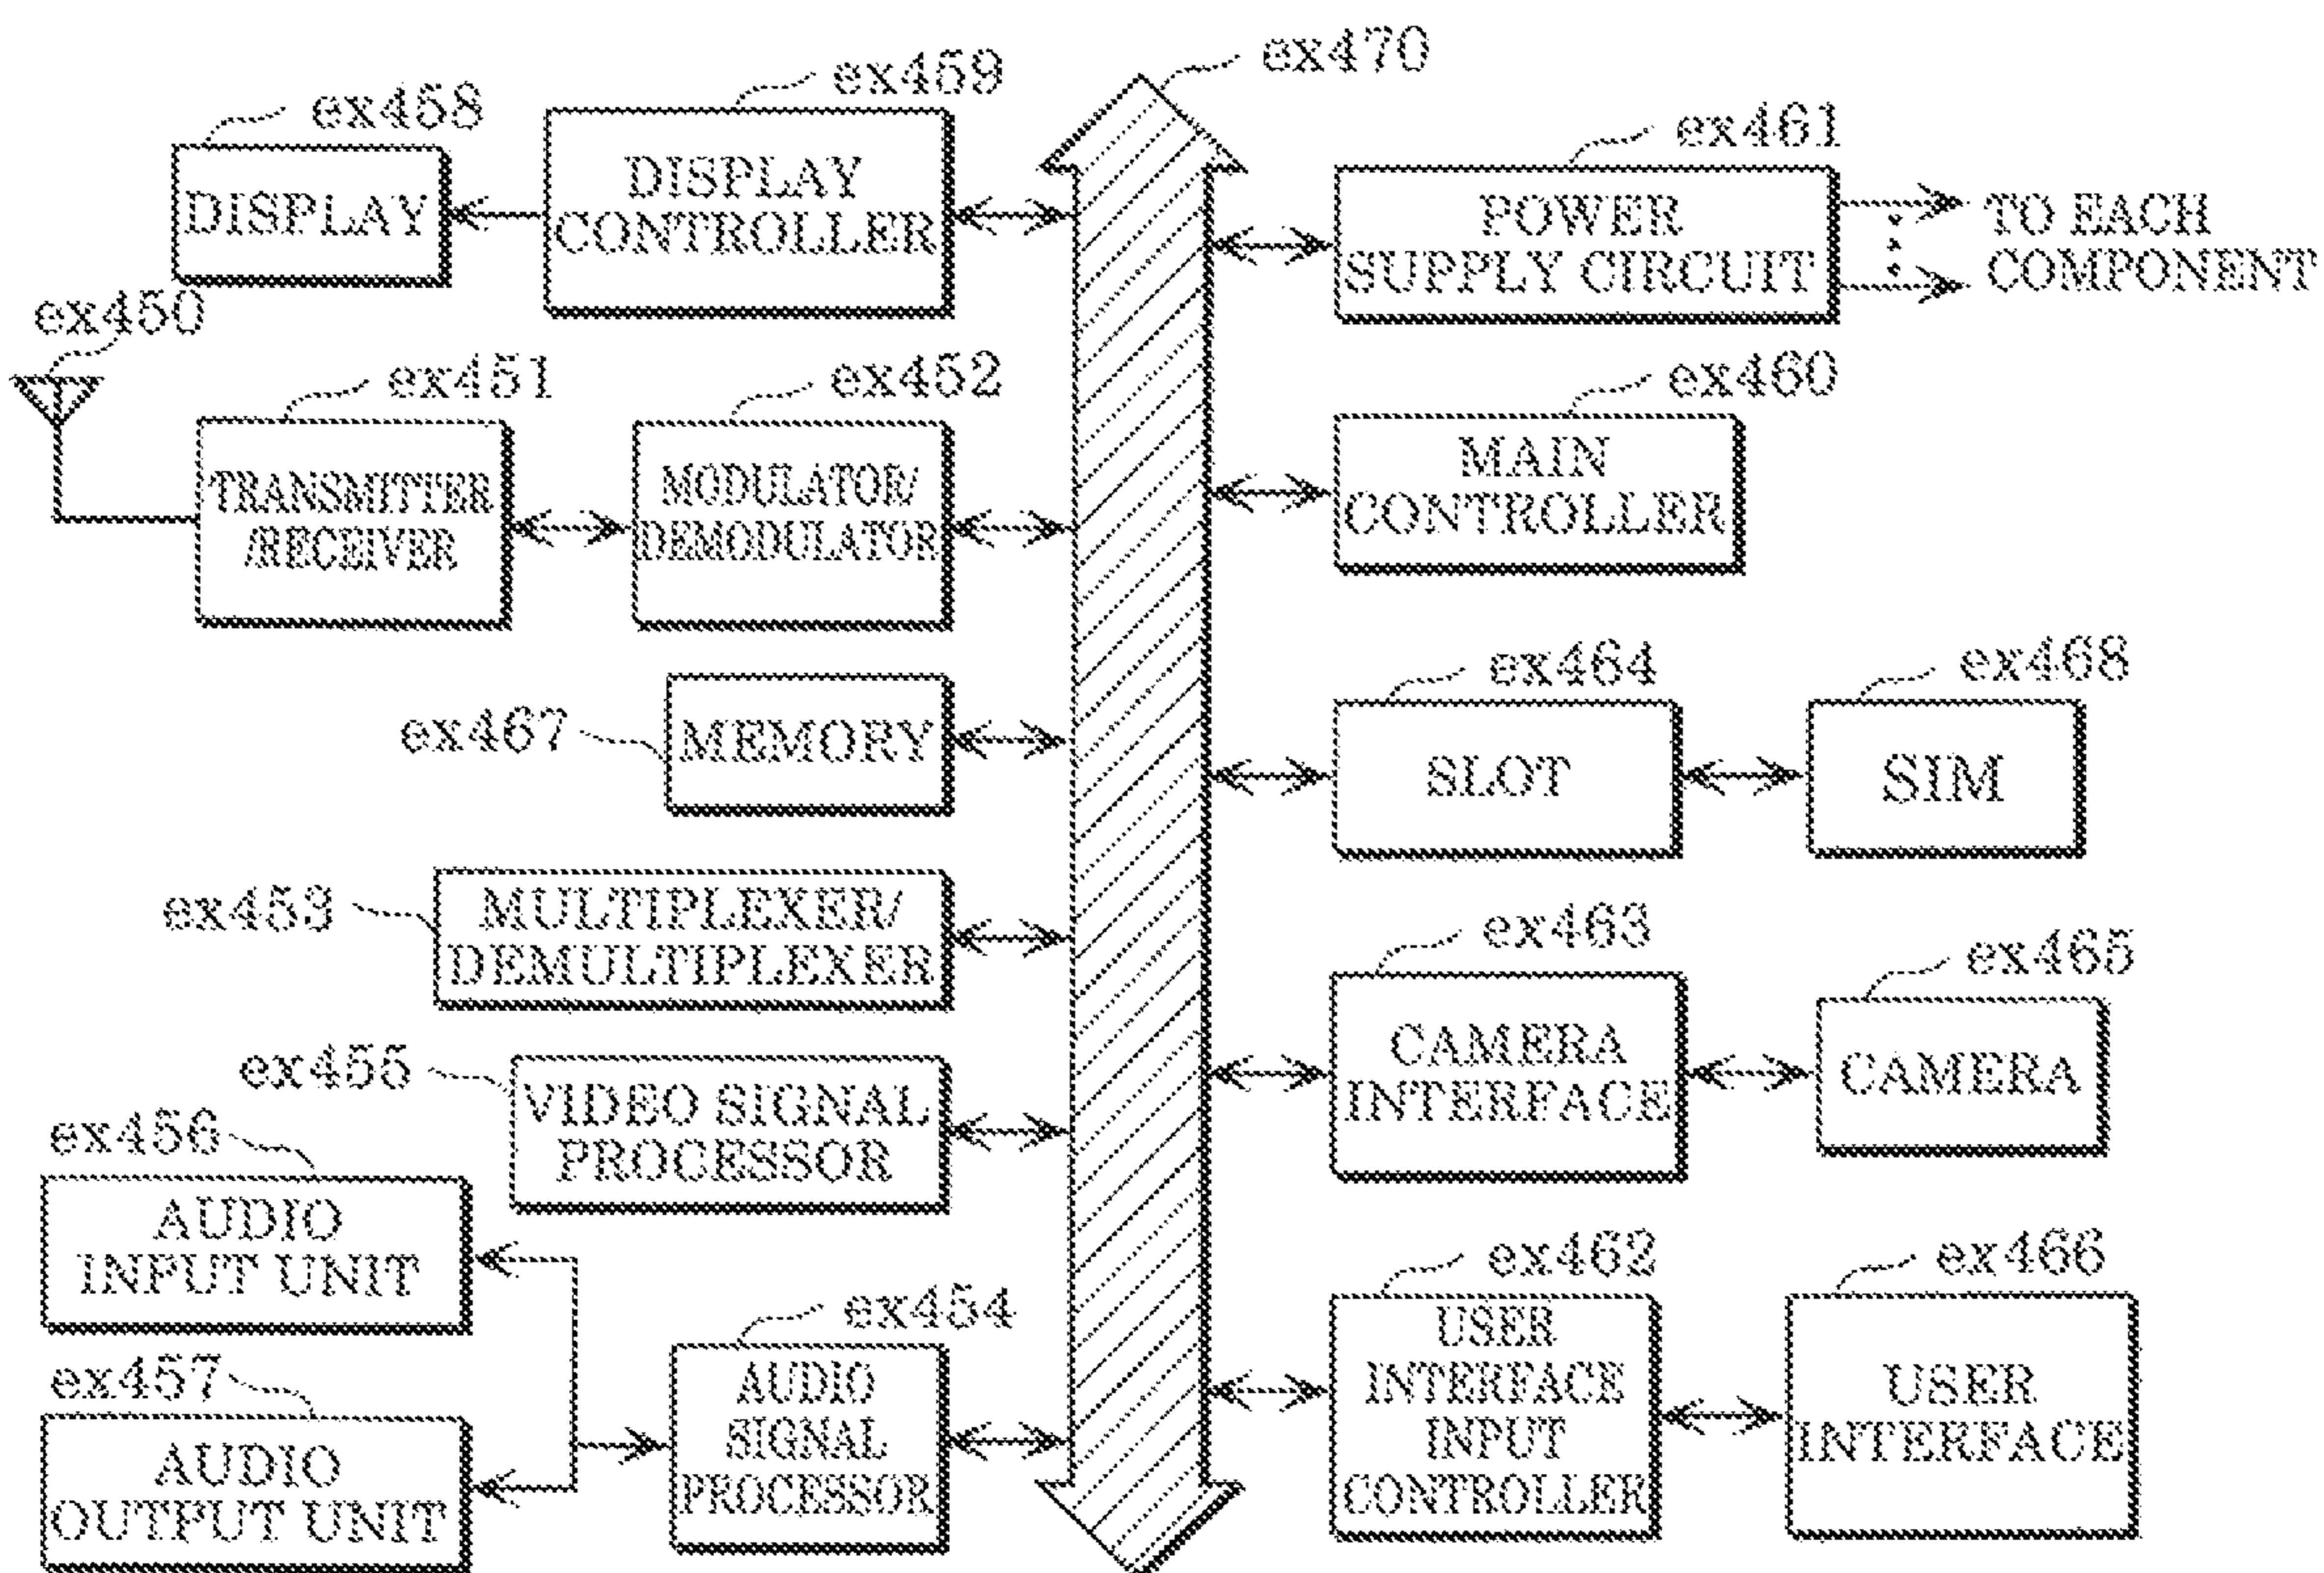 ex470
ex459
ex458
DISPLAY
DISPLAY
CONTROLLER
ex461
POWER
SUPPLY CIRCUIT
TO EACH
COMPONENT
ex450
ex451
TRANSMITTER
/RECEIVER
ex452
MODULATOR/
DEMODULATOR
ex460
MAIN
CONTROLLER
ex467
MEMORY
ex464
SLOT
ex468
SIM
ex453
MULTIPLEXER/
DEMULTIPLEXER
ex463
CAMERA
INTERFACE
ex465
CAMERA
ex455
VIDEO SIGNAL
PROCESSOR
ex456
AUDIO
INPUT UNIT
ex457
AUDIO
OUTPUT UNIT
ex454
AUDIO
SIGNAL
PROCESSOR
ex462
USER
INTERFACE
INPUT
CONTROLLER
ex466
USER
INTERFACE